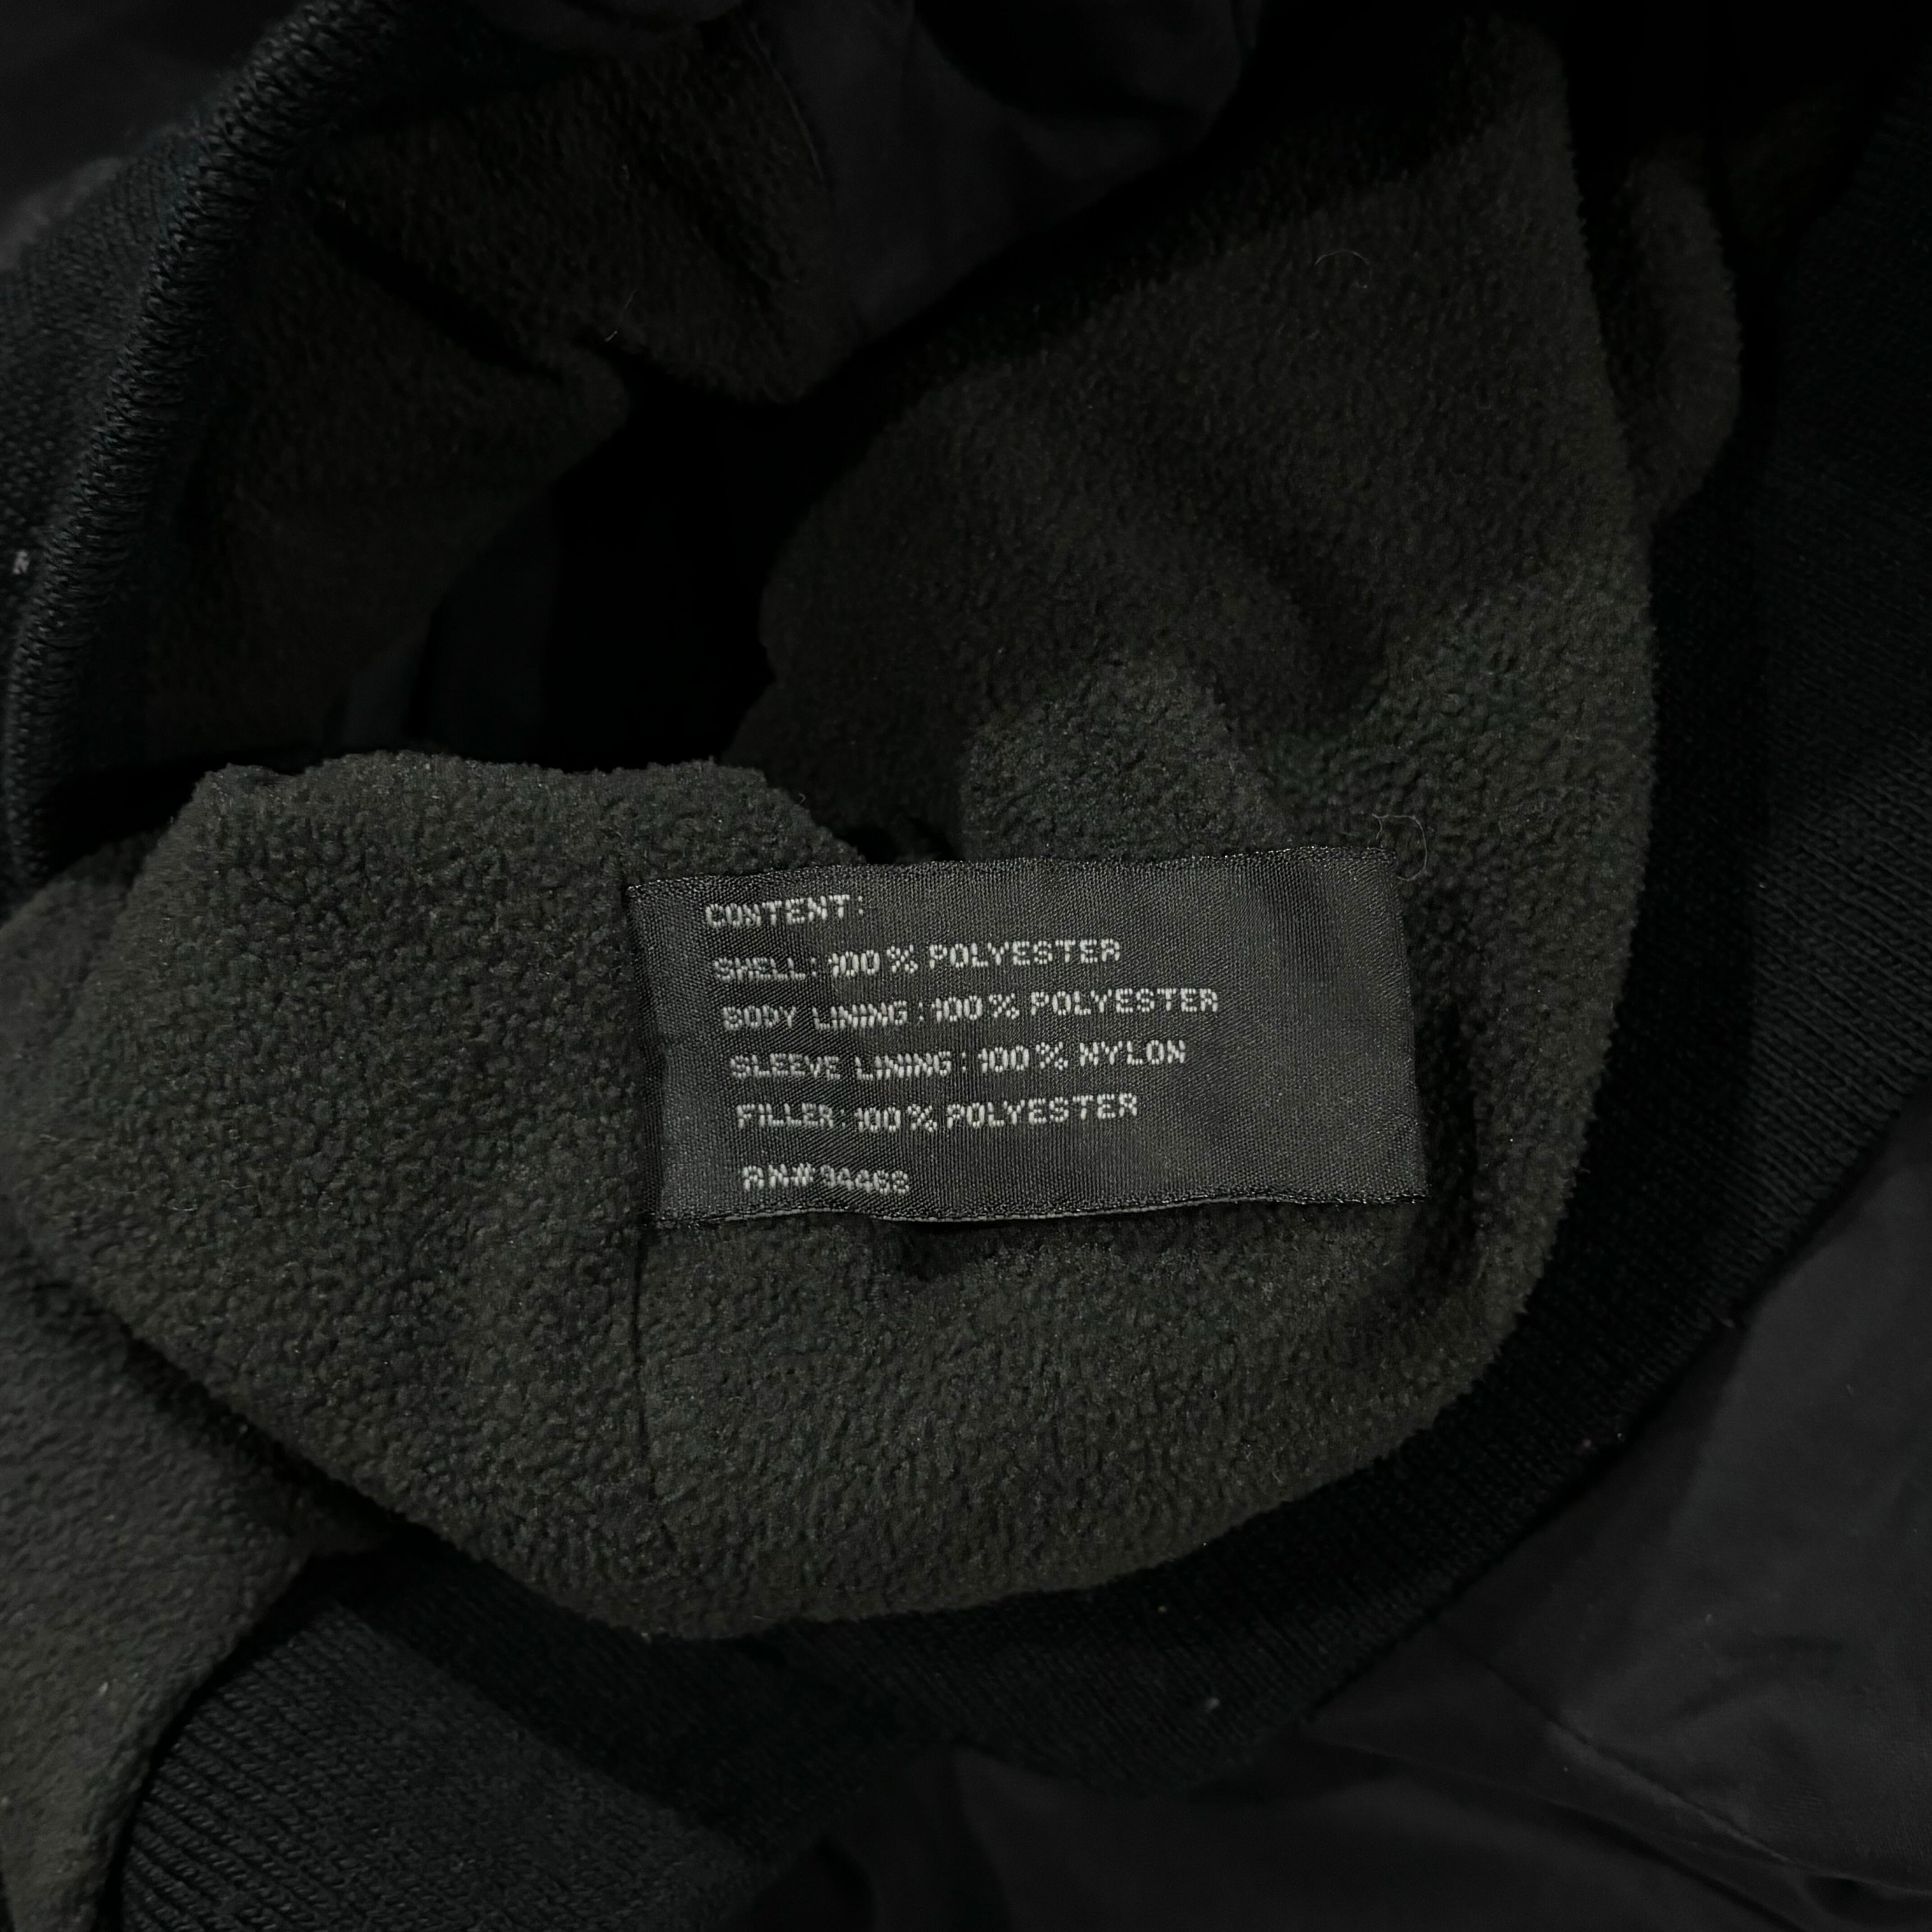 CONTENT:
SHELL: 100% POLYESTER
BODY LINING: 100% POLYESTER
SLEEVE LINING: 100% NYLON
FILLER: 100% POLYESTER
RN#94468